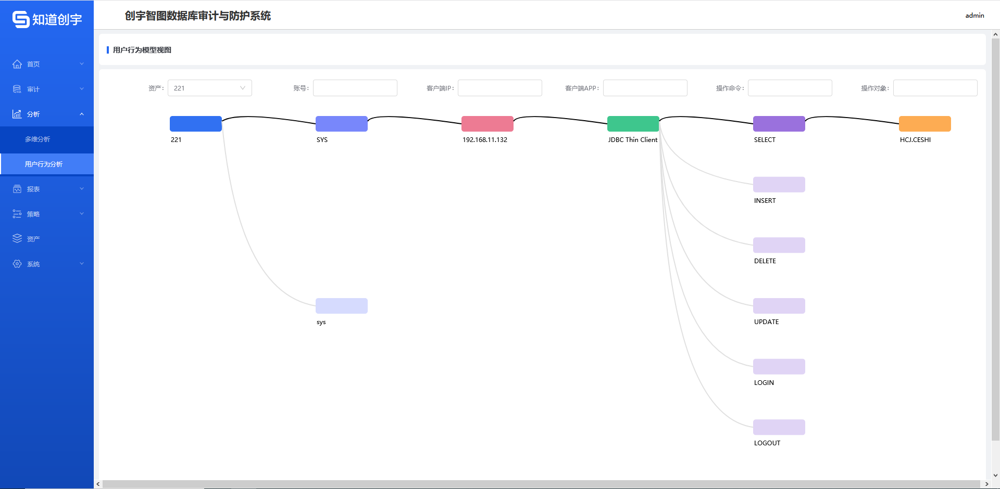 知道创宇
创宇智图数据库审计与防护系统
admin
首页
审计
分析
多维分析
用户行为分析
报表
策略
资产
系统
用户行为模型视图
资产: 221
账号:
客户端IP:
客户端APP:
操作命令:
操作对象:
221
SYS
192.168.11.132
JDBC Thin Client
SELECT
HCJ.CESHI
INSERT
DELETE
UPDATE
sys
LOGIN
LOGOUT